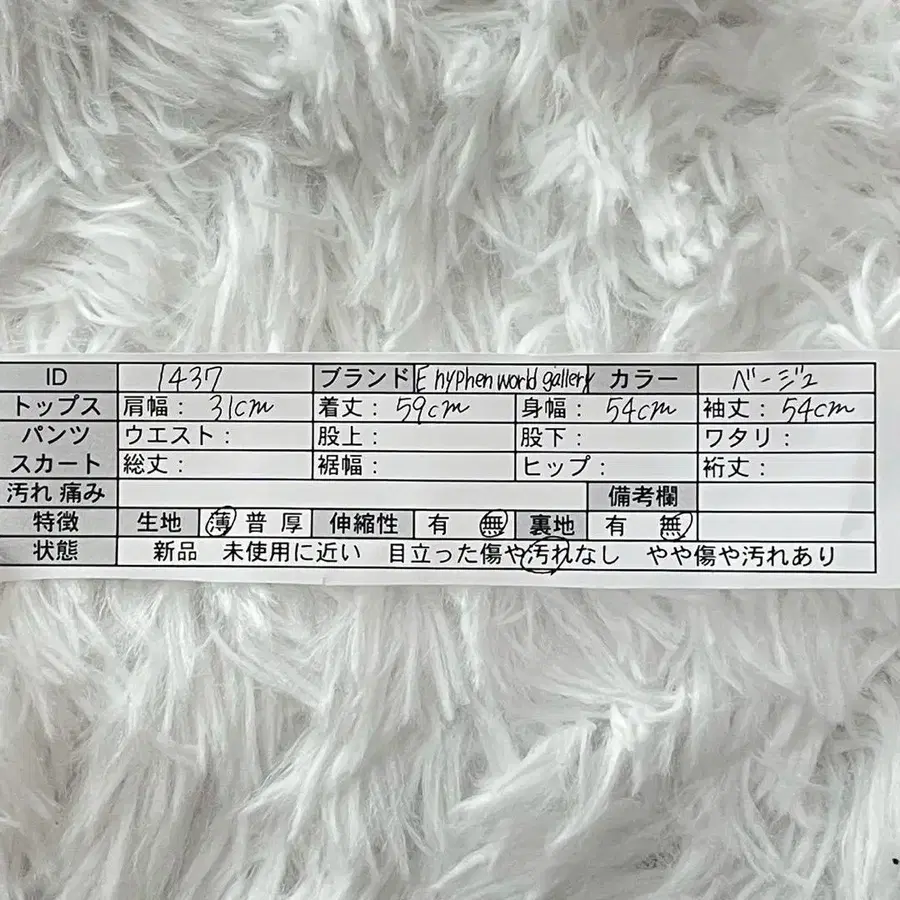 ID 1437 ブランド E hyphen world gallery カラー ベージュ
トップス 肩幅: 31cm 着丈: 59cm 身幅: 54cm 袖丈: 54cm
パンツ ウエスト: 股上: 股下: ワタリ:
スカート 総丈: 裾幅: ヒップ: 裄丈:
汚れ 痛み 備考欄
特徴 生地 薄 普 厚 伸縮性 有 無 裏地 有 無
状態 新品 未使用に近い 目立った傷や汚れなし やや傷や汚れあり